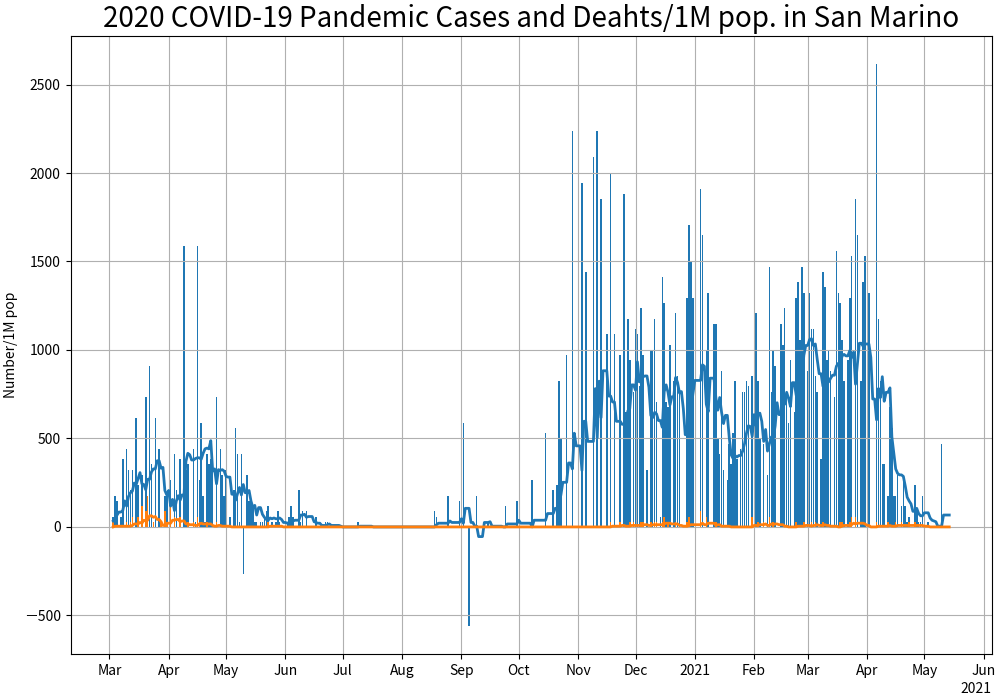 2020 COVID-19 Pandemic Cases and Deahts/1M pop. in San Marino
Number/1M pop
2500
2000
1500
1000
500
0
−500
Mar Apr May Jun Jul Aug Sep Oct Nov Dec 2021 Feb Mar Apr May Jun
2021